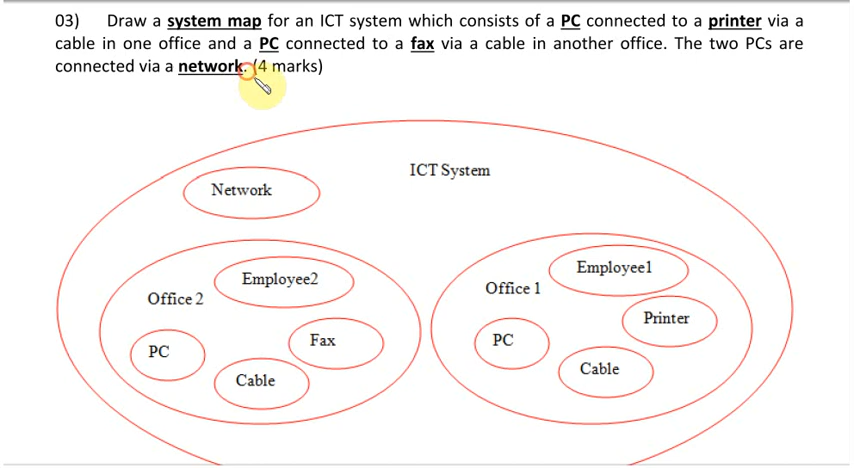 03) Draw a system map for an ICT system which consists of a PC connected to a printer via a
cable in one office and a PC connected to a fax via a cable in another office. The two PCs are
connected via a network. (4 marks)
ICT System
Network
Employee2
Office 2
PC
Fax
Cable
Employee1
Office 1
Printer
PC
Cable